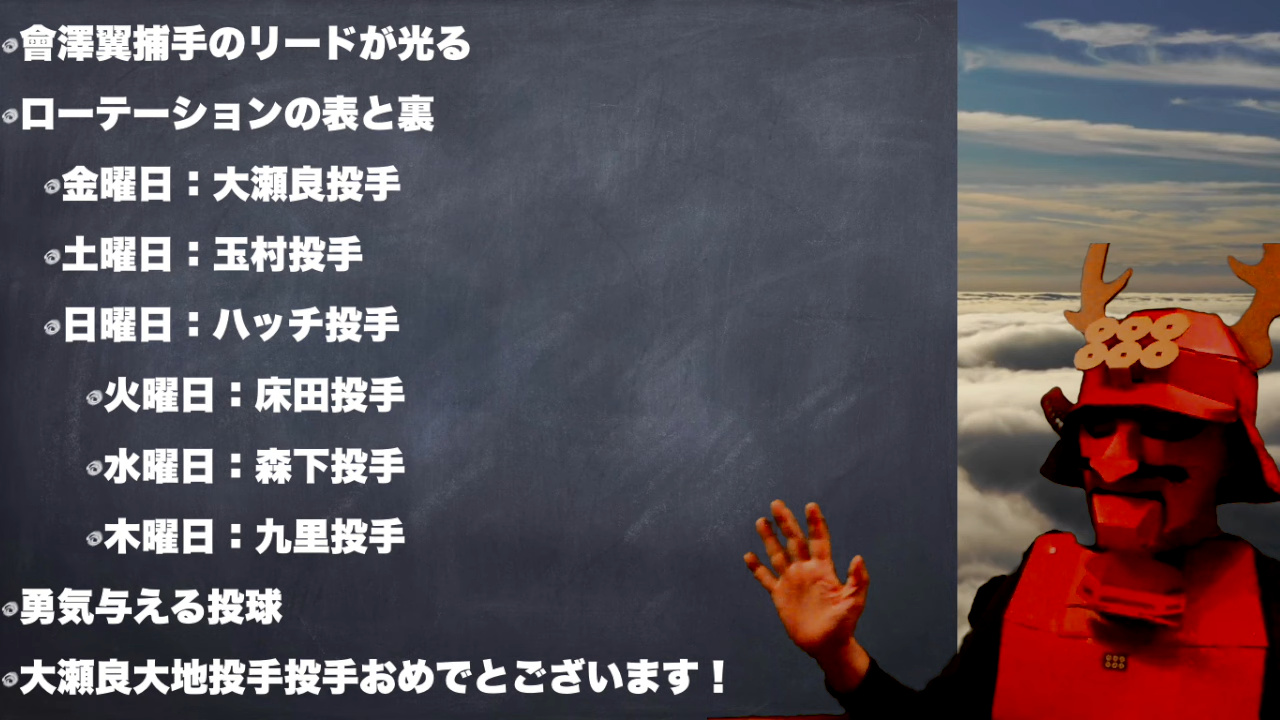 會澤翼捕手のリードが光る
ローテーションの表と裏
金曜日：大瀬良投手
土曜日：玉村投手
日曜日：ハッチ投手
火曜日：床田投手
水曜日：森下投手
木曜日：九里投手
勇気与える投球
大瀬良大地投手投手おめでとございます！